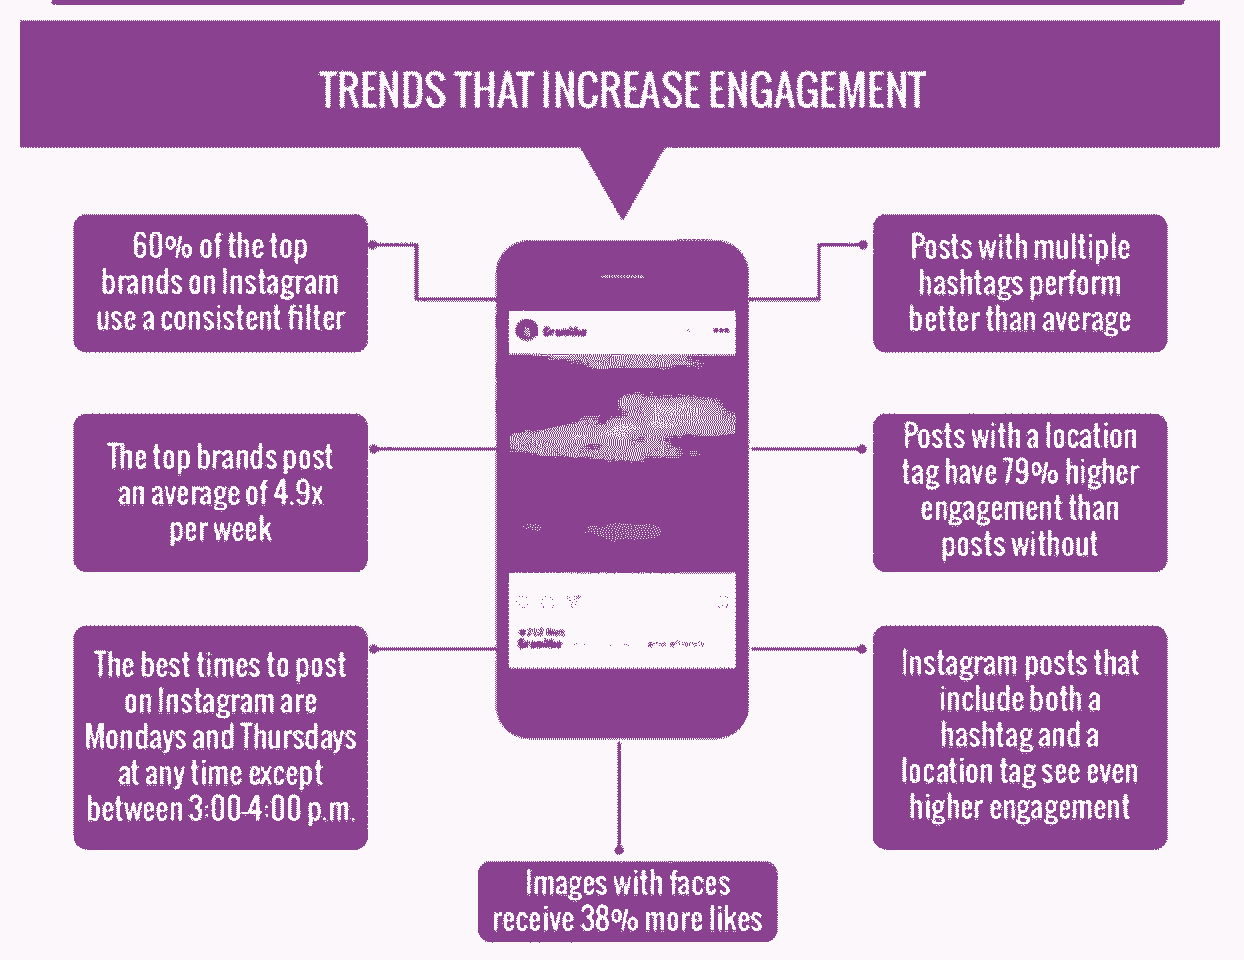 TRENDS THAT INCREASE ENGAGEMENT
60% of the top
brands on Instagram
use a consistent filter
The top brands post
an average of 4.9x
per week
The best times to post
on Instagram are
Mondays and Thursdays
at any time except
between 3:00-4:00 p.m.
Posts with multiple
hashtags perform
better than average
Posts with a location
tag have 79% higher
engagement than
posts without
Instagram posts that
include both a
hashtag and a
location tag see even
higher engagement
Images with faces
receive 38% more likes